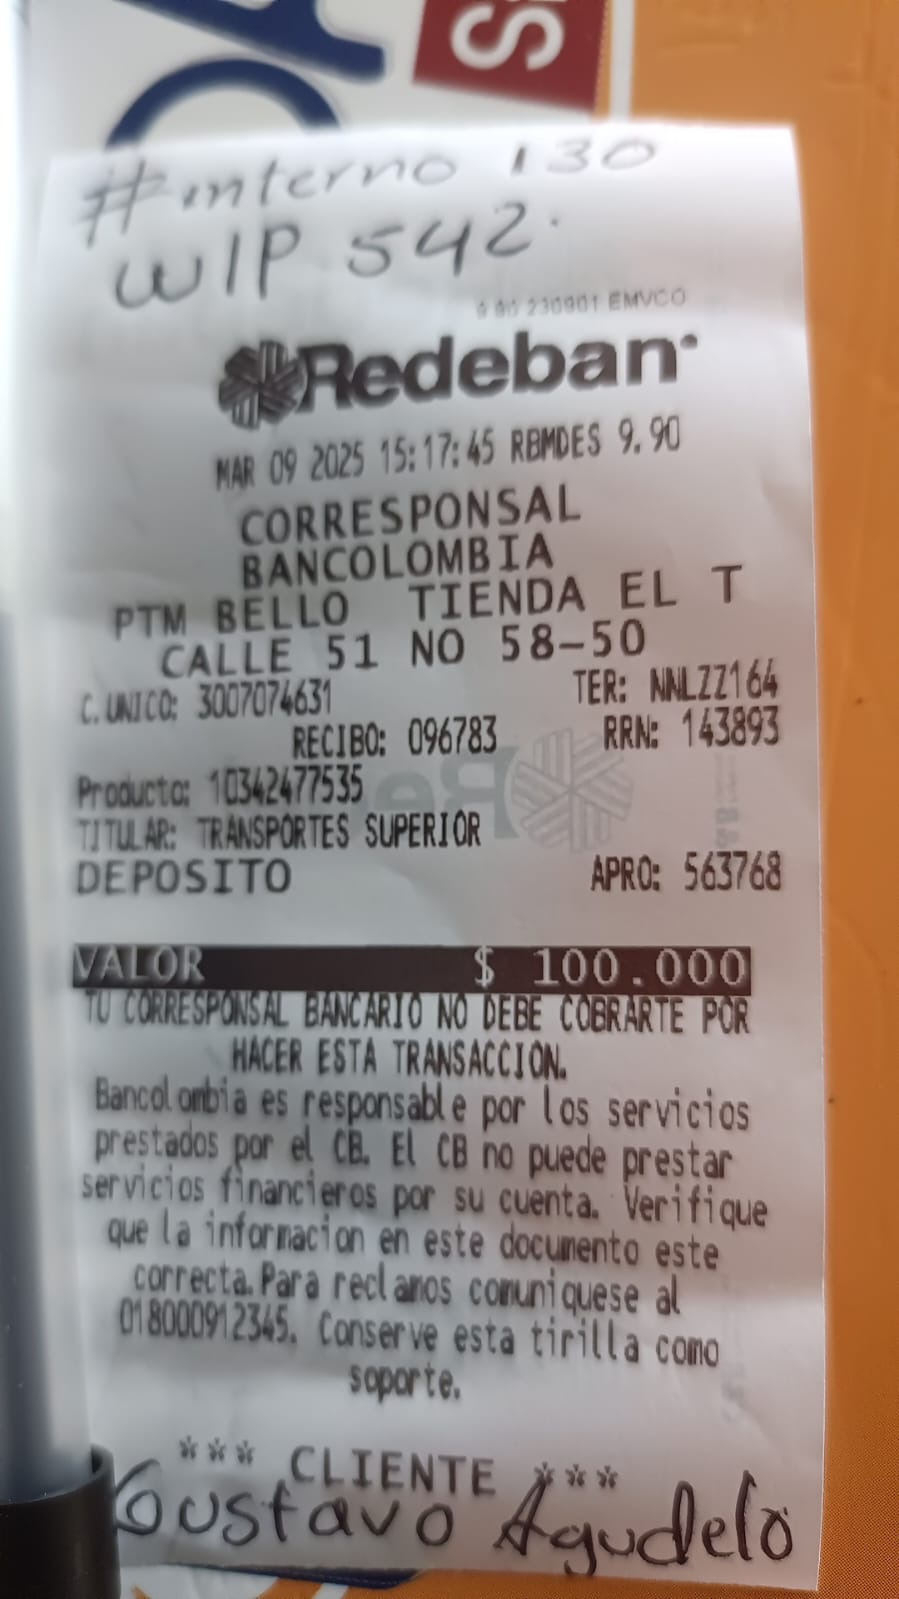 #interno 130
WIP 542.
9.90 230901 EMVCO
Redeban
MAR 09 2025 15:17:45 RBMDES 9.90
CORRESPONSAL
BANCOLOMBIA
PTM BELLO TIENDA EL T
CALLE 51 NO 58-50
C. UNICO: 3007074631 TER: NNLZZ164
RECIBO: 096783 RRN: 143893
Producto: 10342477535
TITULAR: TRANSPORTES SUPERIOR
DEPOSITO APRO: 563768
VALOR $ 100.000
TU CORRESPONSAL BANCARIO NO DEBE COBRARTE POR
HACER ESTA TRANSACCION.
Bancolombia es responsable por los servicios
prestados por el CB. El CB no puede prestar
servicios financieros por su cuenta. Verifique
que la informacion en este documento este
correcta.Para reclamos comuniquese al
018000912345. Conserve esta tirilla como
soporte.
*** CLIENTE ***
Gustavo Agudelo